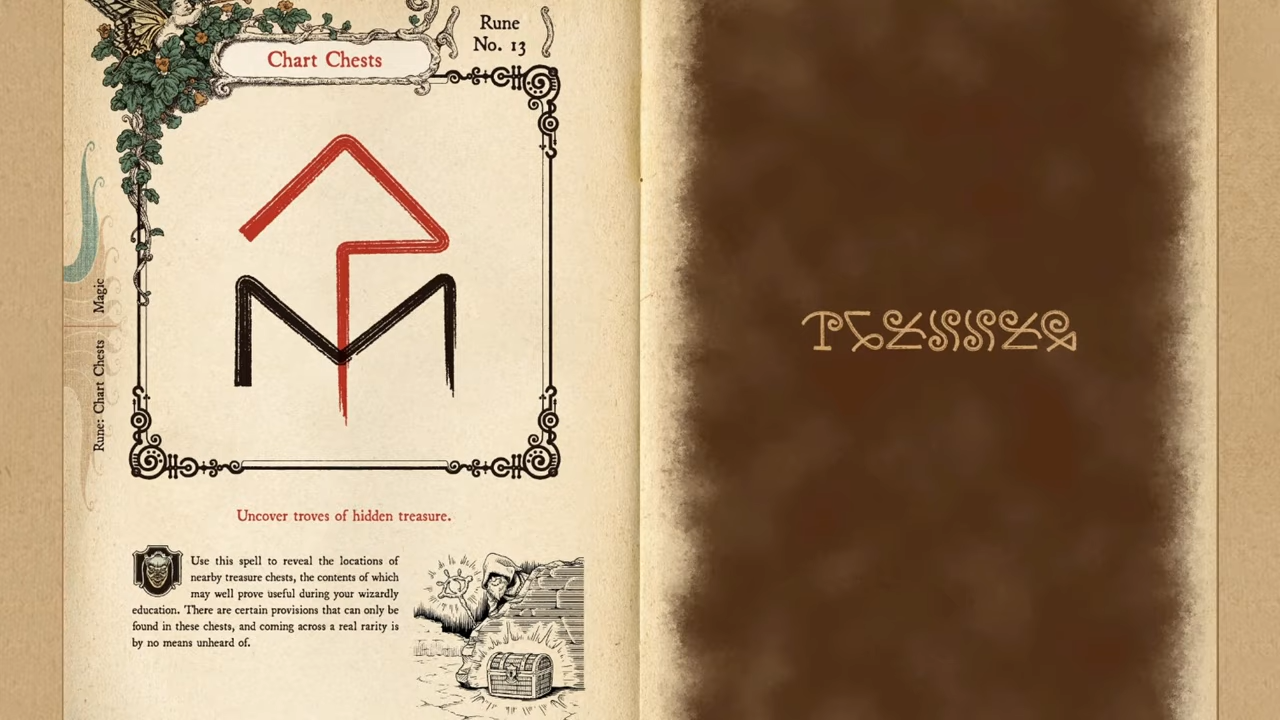 Chart Chests
Rune
No. 13
Rune: Chart Chests
Magic
Uncover troves of hidden treasure.
Use this spell to reveal the locations of
nearby treasure chests, the contents of which
may well prove useful during your wizardly
education. There are certain provisions that can only be
found in these chests, and coming across a real rarity is
by no means unheard of.